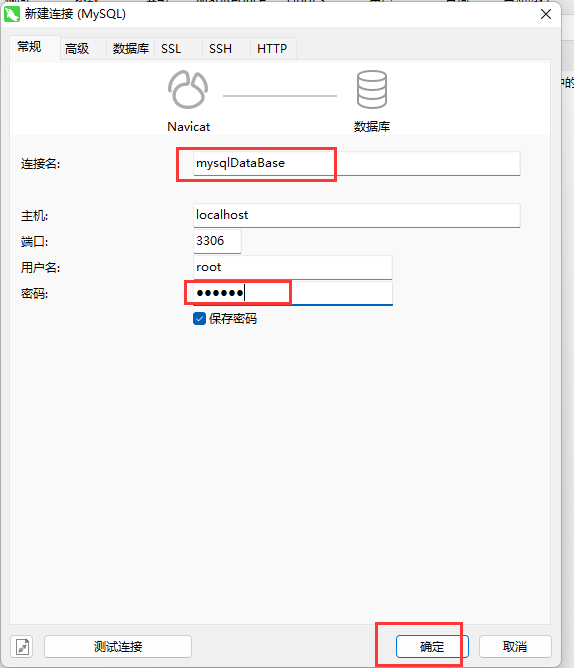 新建连接 (MySQL)
常规 高级 数据库 SSL SSH HTTP
Navicat 数据库
连接名: mysqlDataBase
主机: localhost
端口: 3306
用户名: root
密码: ●●●●●●
保存密码
测试连接 确定 取消